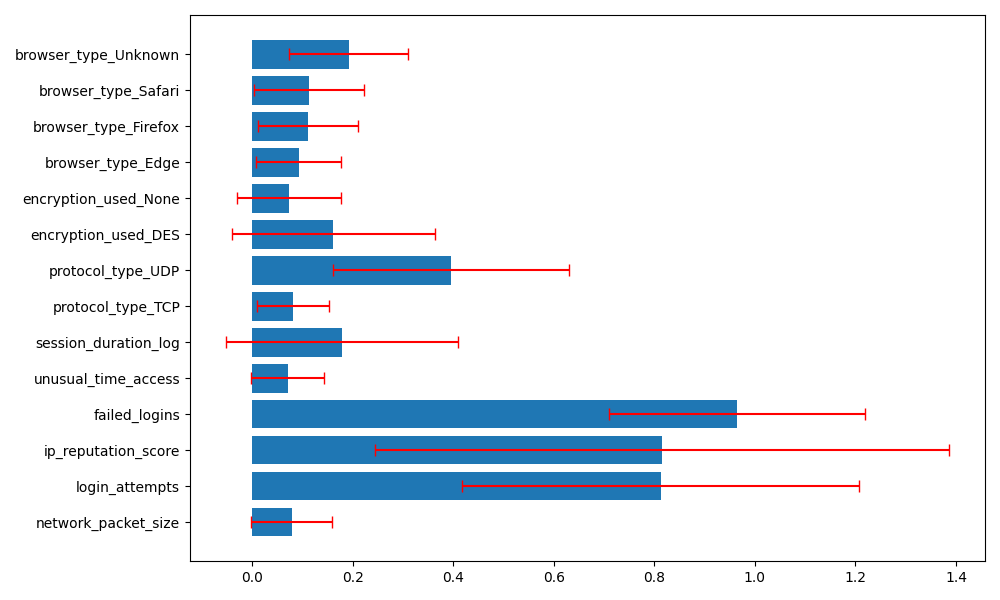 browser_type_Unknown
browser_type_Safari
browser_type_Firefox
browser_type_Edge
encryption_used_None
encryption_used_DES
protocol_type_UDP
protocol_type_TCP
session_duration_log
unusual_time_access
failed_logins
ip_reputation_score
login_attempts
network_packet_size
0.0 0.2 0.4 0.6 0.8 1.0 1.2 1.4